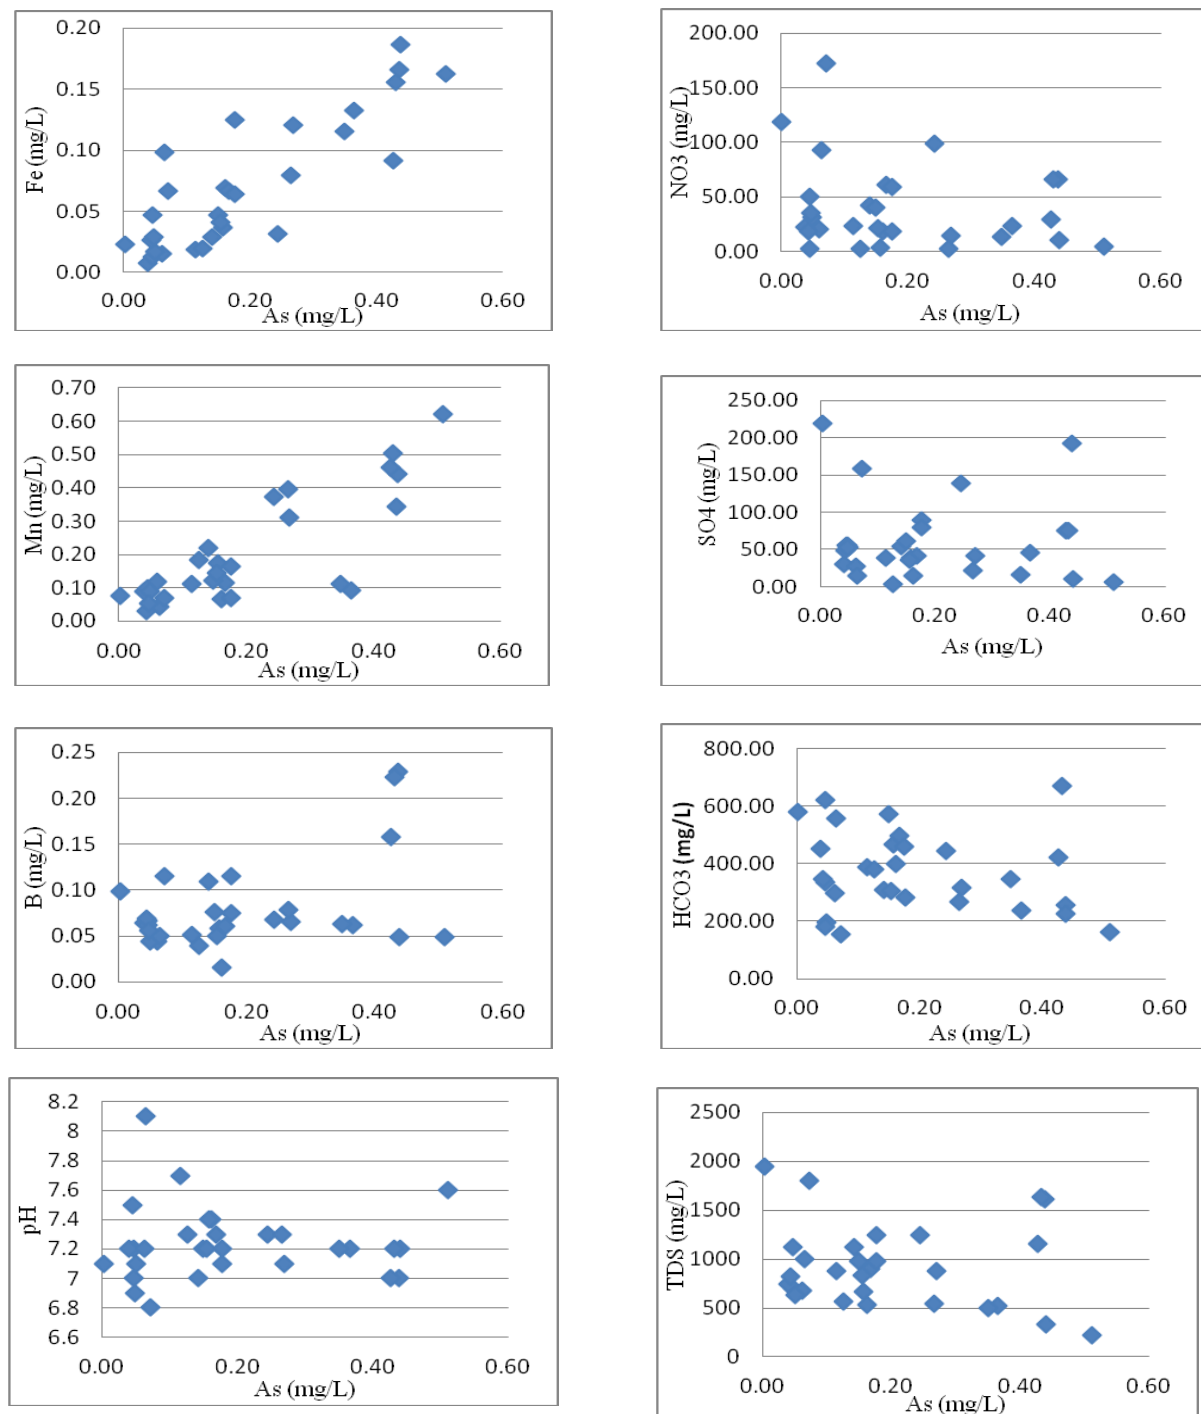 0.20
0.15
0.10
0.05
0.00
Fe (mg/L)
0.00 0.20 0.40 0.60
As (mg/L)
200.00
150.00
100.00
50.00
0.00
NO3 (mg/L)
0.00 0.20 0.40 0.60
As (mg/L)
0.70
0.60
0.50
0.40
0.30
0.20
0.10
0.00
Mn (mg/L)
0.00 0.20 0.40 0.60
As (mg/L)
250.00
200.00
150.00
100.00
50.00
0.00
SO4 (mg/L)
0.00 0.20 0.40 0.60
As (mg/L)
0.25
0.20
0.15
0.10
0.05
0.00
B (mg/L)
0.00 0.20 0.40 0.60
As (mg/L)
800.00
600.00
400.00
200.00
0.00
HCO3 (mg/L)
0.00 0.20 0.40 0.60
As (mg/L)
8.2
8
7.8
7.6
7.4
7.2
7
6.8
6.6
pH
0.00 0.20 0.40 0.60
As (mg/L)
2500
2000
1500
1000
500
0
TDS (mg/L)
0.00 0.20 0.40 0.60
As (mg/L)